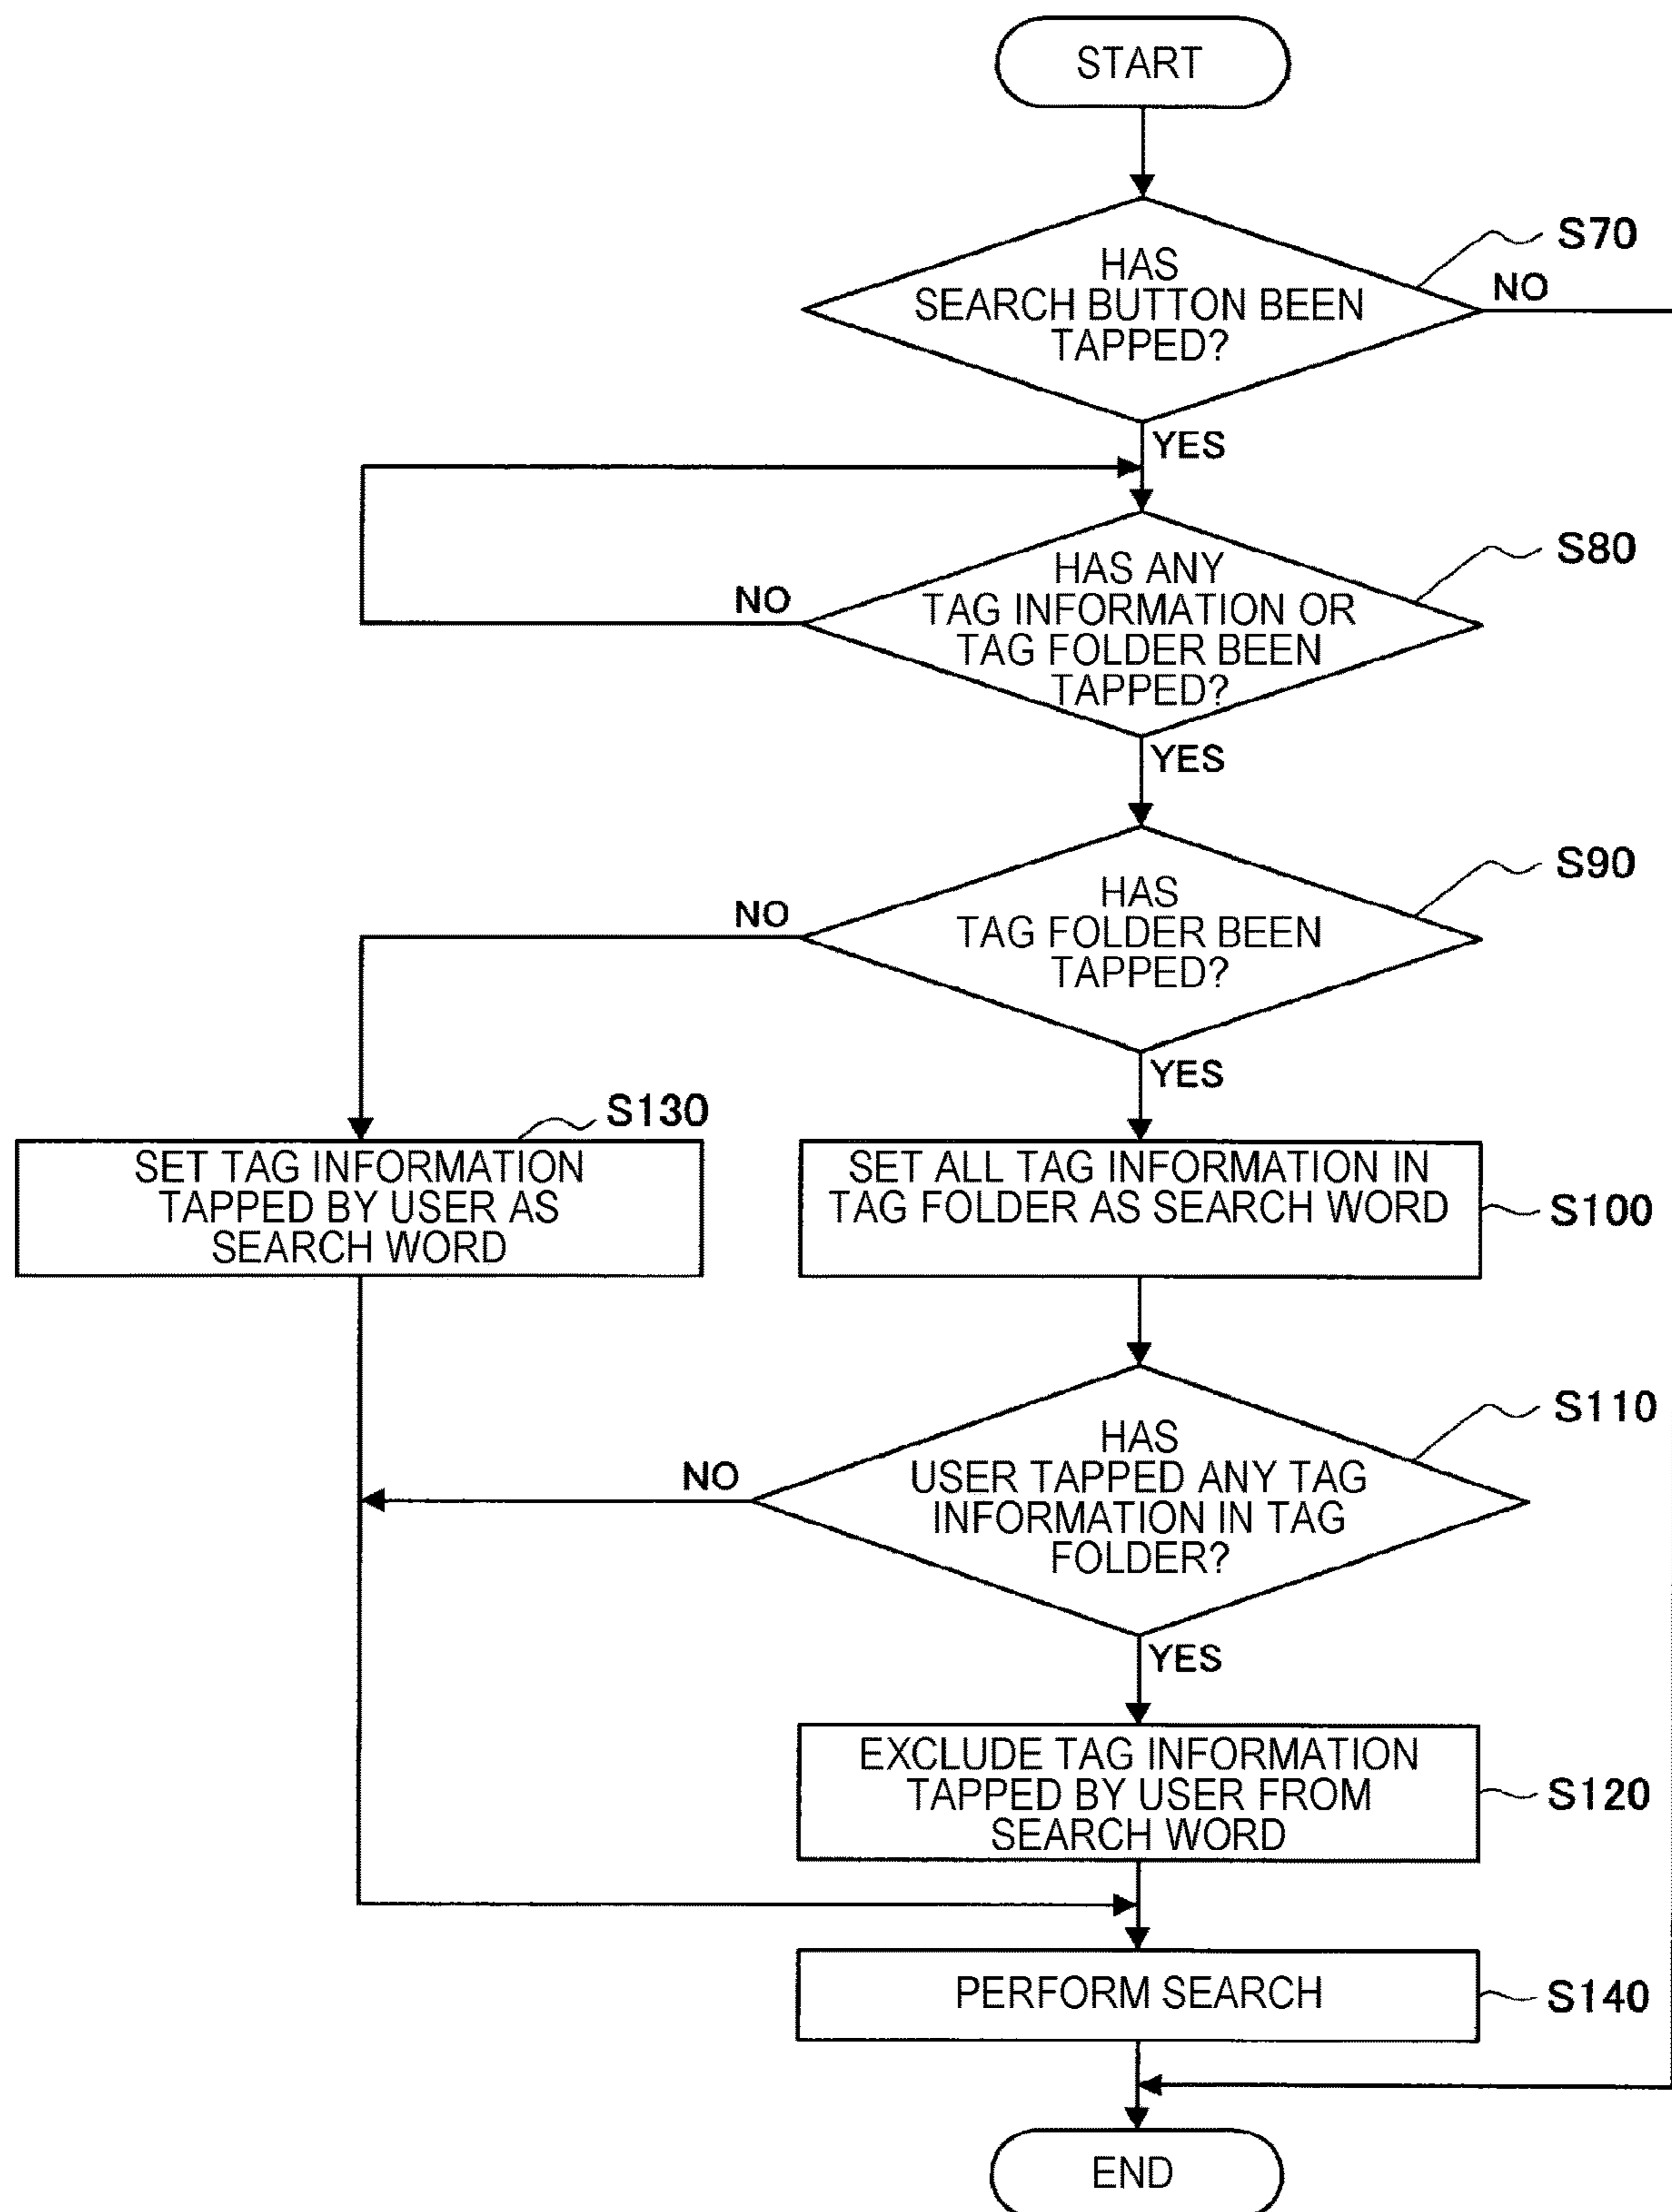 START
HAS
SEARCH BUTTON BEEN
TAPPED?
S70
NO
YES
HAS ANY
TAG INFORMATION OR
TAG FOLDER BEEN
TAPPED?
S80
NO
YES
HAS
TAG FOLDER BEEN
TAPPED?
S90
NO
YES
S130
SET TAG INFORMATION
TAPPED BY USER AS
SEARCH WORD
SET ALL TAG INFORMATION IN
TAG FOLDER AS SEARCH WORD
S100
HAS
USER TAPPED ANY TAG
INFORMATION IN TAG
FOLDER?
S110
NO
YES
EXCLUDE TAG INFORMATION
TAPPED BY USER FROM
SEARCH WORD
S120
PERFORM SEARCH
S140
END